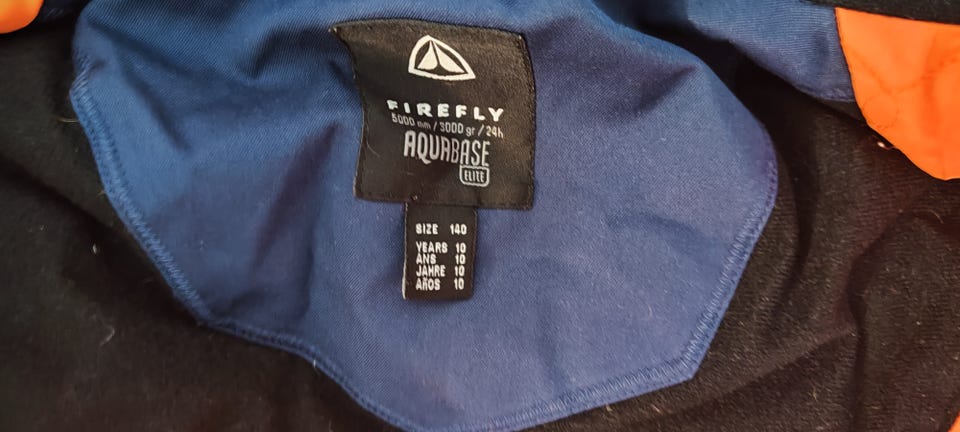 FIREFLY
5000 mm / 3000 gr / 24h
AQUABASE
ELITE
SIZE 140
YEARS 10
ANS 10
JAHRE 10
AÑOS 10